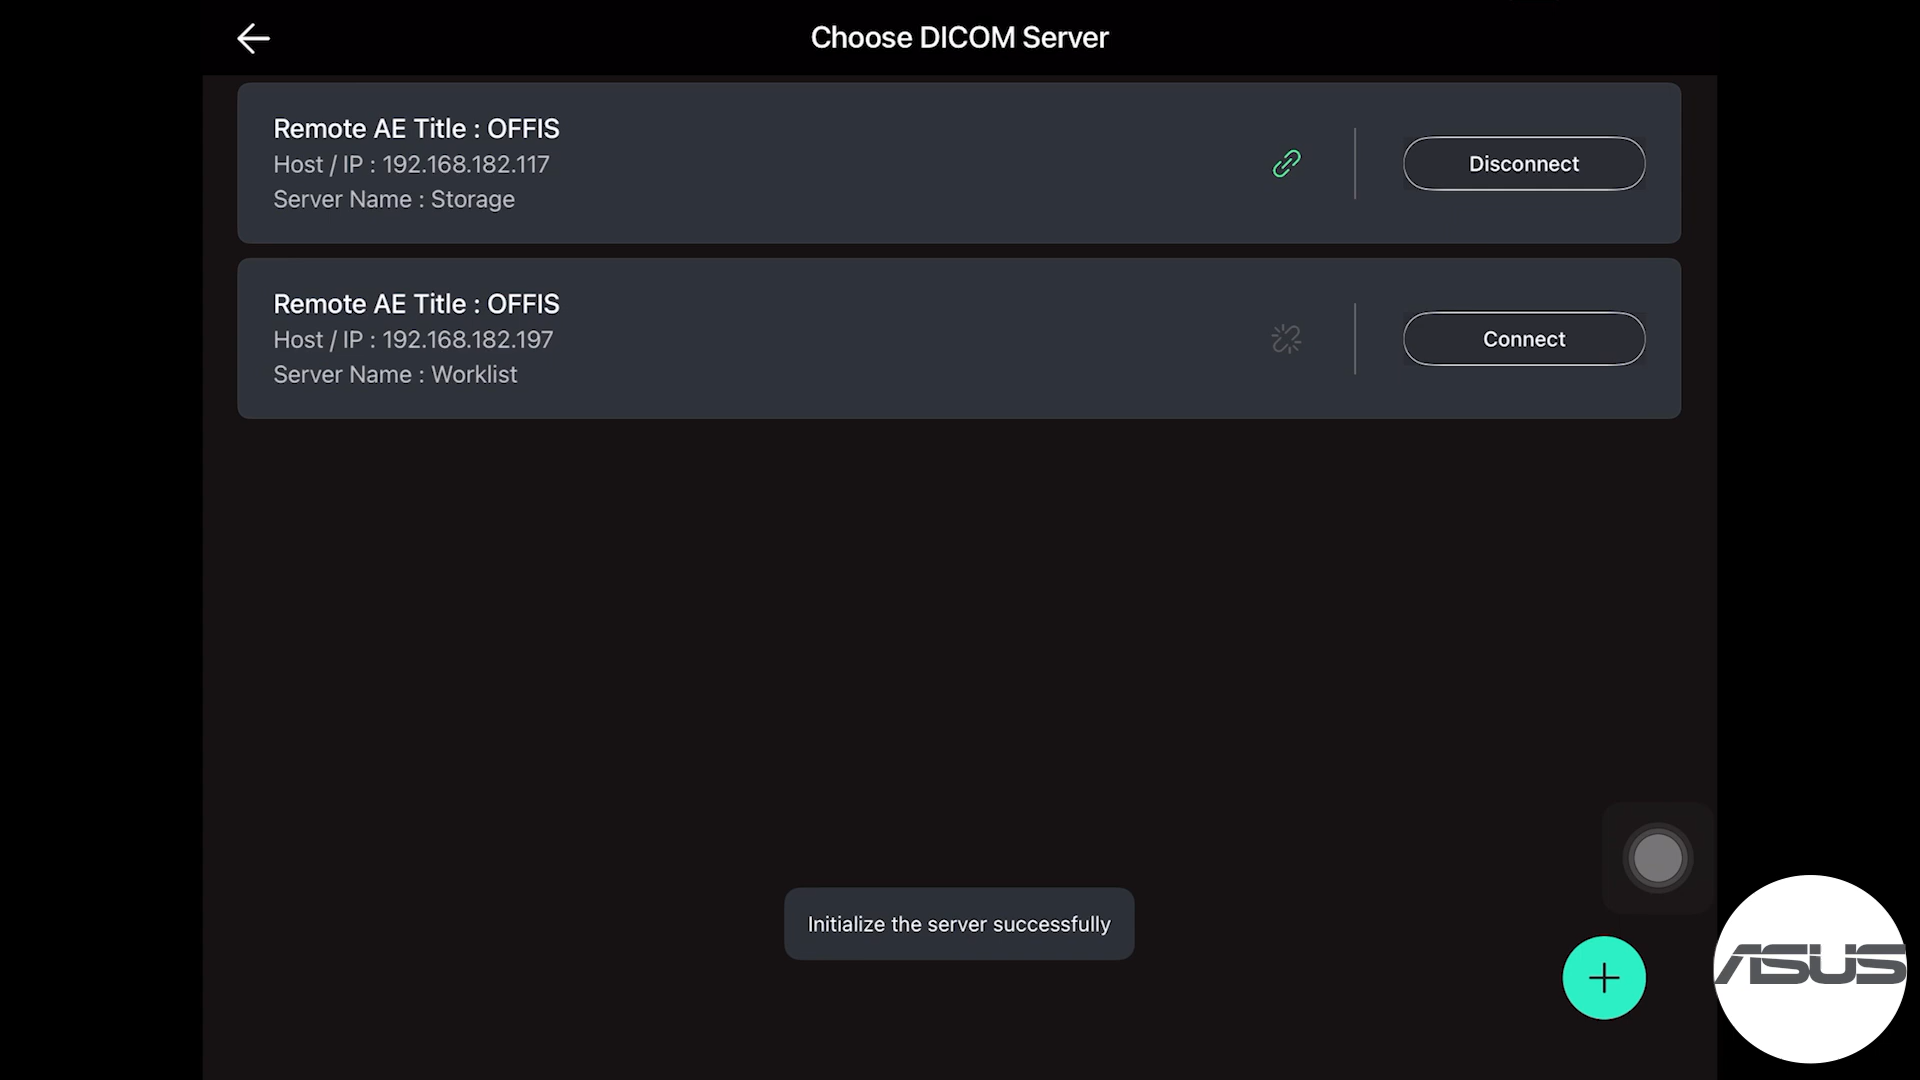 Choose DICOM Server
Remote AE Title : OFFIS
Host / IP : 192.168.182.117
Server Name : Storage
Disconnect
Remote AE Title : OFFIS
Host / IP : 192.168.182.197
Server Name : Worklist
Connect
Initialize the server successfully
ASUS